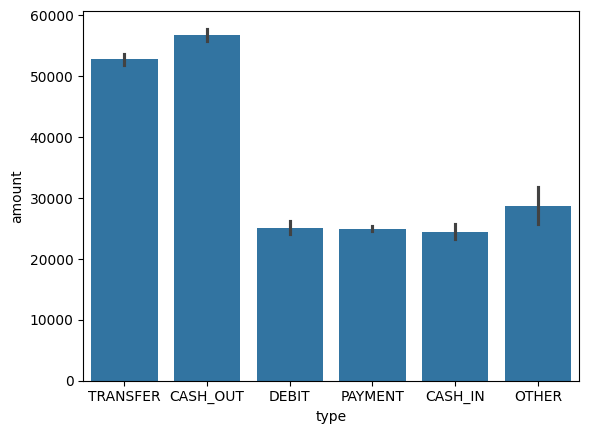 60000
50000
40000
30000
20000
10000
0
amount
TRANSFER CASH_OUT DEBIT PAYMENT CASH_IN OTHER
type